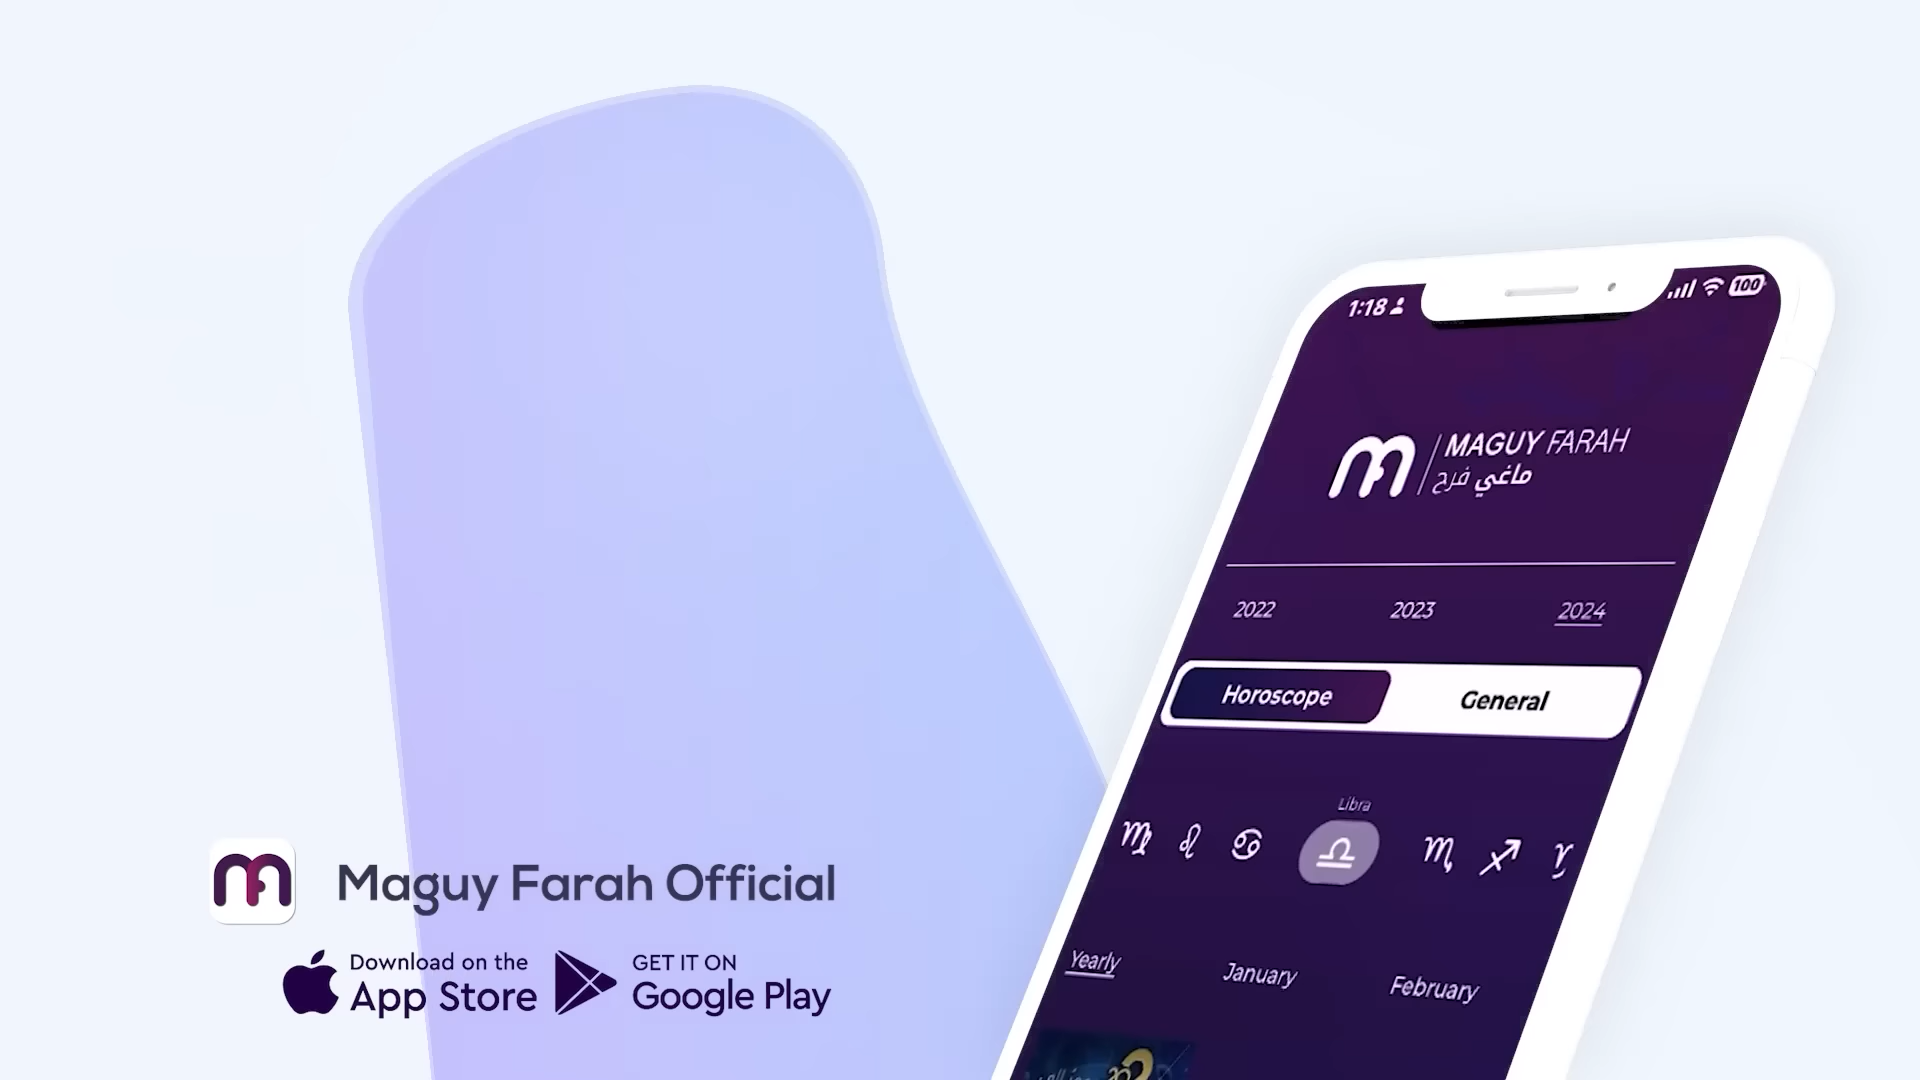 1:18
100
MAGUY FARAH
ماغي فرح
2022 2023 2024
Horoscope General
Libra
Yearly January February
Maguy Farah Official
Download on the
App Store
GET IT ON
Google Play